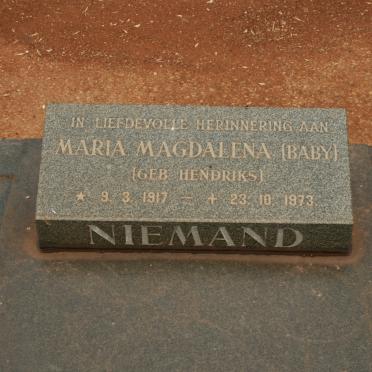 IN LIEFDEVOLLE HERINNERING AAN
MARIA MAGDALENA (BABY)
(GEB HENDRIKS)
* 9. 3. 1917 - + 23. 10. 1973
NIEMAND